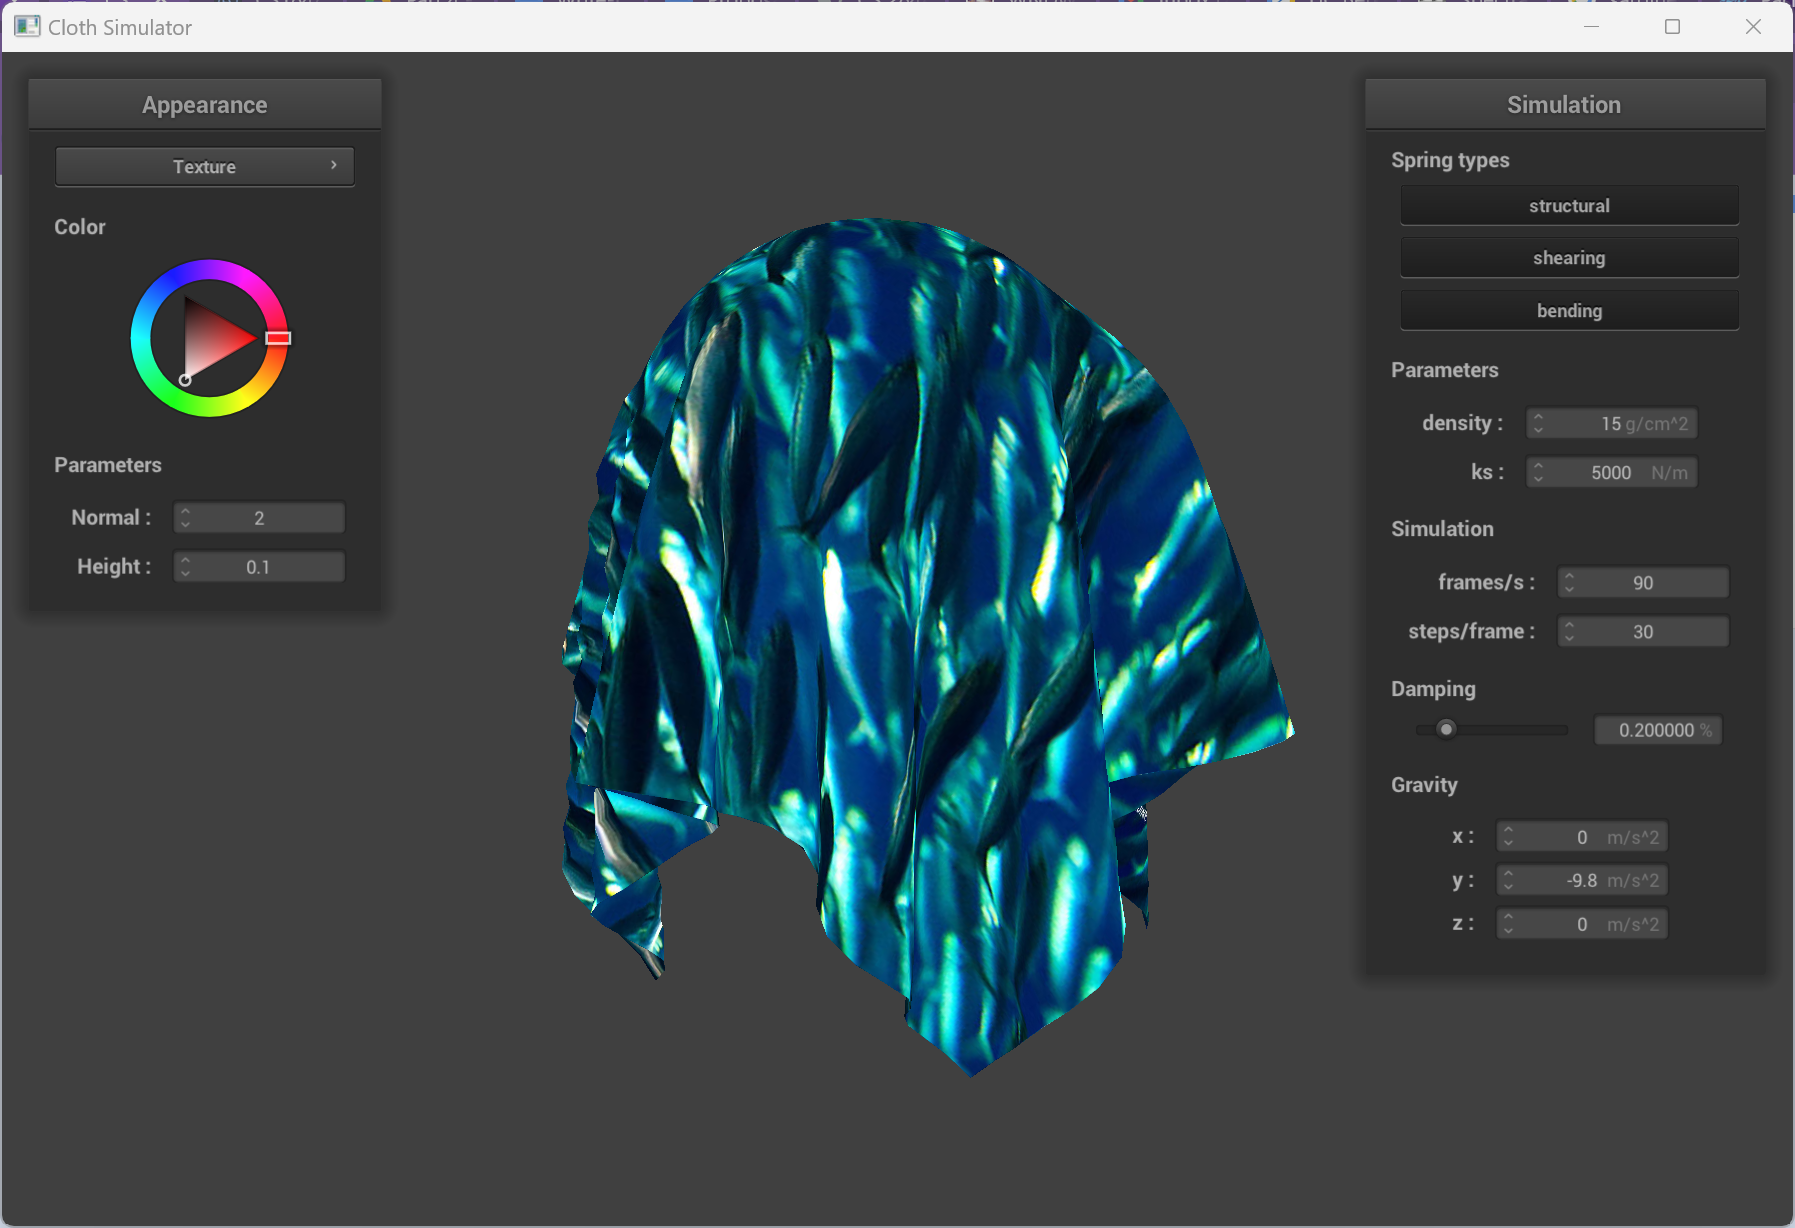 Cloth Simulator
Appearance
Texture
Color
Parameters
Normal : 2
Height : 0.1
Simulation
Spring types
structural
shearing
bending
Parameters
density : 15 g/cm^2
ks : 5000 N/m
Simulation
frames/s : 90
steps/frame : 30
Damping
0.200000 %
Gravity
x : 0 m/s^2
y : -9.8 m/s^2
z : 0 m/s^2